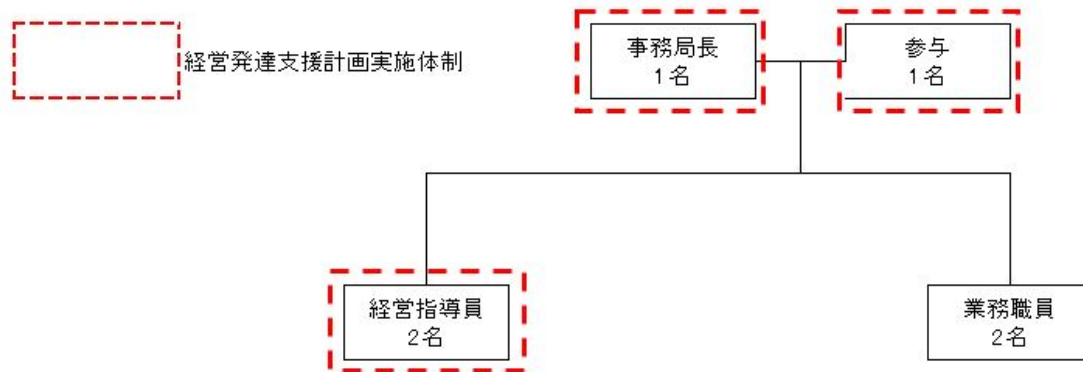 経営発達支援計画実施体制
事務局長
1名
参与
1名
経営指導員
2名
業務職員
2名